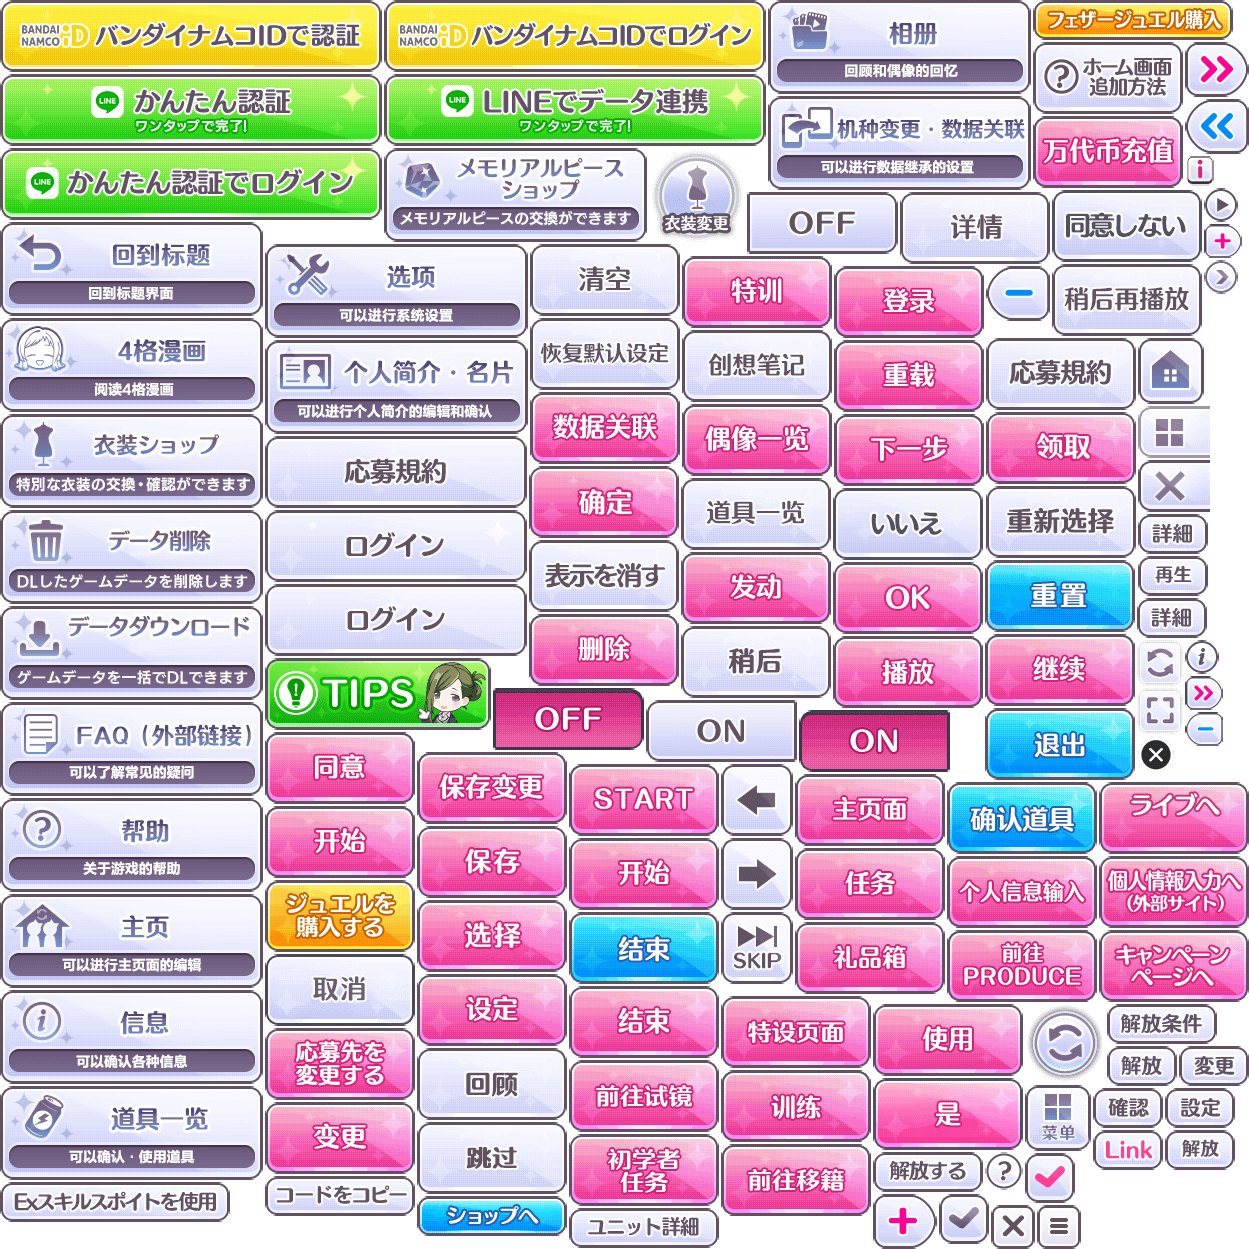 BANDAI NAMCO iD バンダイナムコIDで認証
BANDAI NAMCO iD バンダイナムコIDでログイン
相册
回顾和偶像的回忆
フェザージュエル購入
LINE かんたん認証
ワンタップで完了!
LINE LINEでデータ連携
ワンタップで完了!
? ホーム画面
追加方法
机种变更・数据关联
可以进行数据继承的设置
万代币充值
i
LINE かんたん認証でログイン
メモリアルピース
ショップ
メモリアルピースの交換ができます
衣装変更
OFF
详情
同意しない
回到标题
回到标题界面
选项
可以进行系统设置
清空
特训
登录
稍后再播放
4格漫画
阅读4格漫画
个人简介・名片
可以进行个人简介的编辑和确认
恢复默认设定
创想笔记
重载
応募規約
衣装ショップ
特別な衣装の交換・確認ができます
応募規約
数据关联
偶像一览
下一步
领取
データ削除
DLしたゲームデータを削除します
ログイン
确定
道具一览
いいえ
重新选择
詳細
表示を消す
发动
OK
重置
再生
データダウンロード
ゲームデータを一括でDLできます
ログイン
删除
稍后
播放
继续
詳細
i
TIPS
FAQ（外部链接）
可以了解常见的疑问
OFF
ON
ON
退出
同意
保存变更
START
主页面
确认道具
ライブへ
帮助
关于游戏的帮助
开始
保存
开始
任务
个人信息输入
個人情報入力へ
（外部サイト）
ジュエルを
購入する
选择
结束
SKIP
礼品箱
前往
PRODUCE
キャンペーン
ページへ
主页
可以进行主页面的编辑
取消
设定
结束
特设页面
使用
解放条件
信息
可以确认各种信息
応募先を
変更する
回顾
前往试镜
训练
是
解放
変更
菜单
確認
設定
道具一览
可以确认・使用道具
变更
跳过
初学者
任务
前往移籍
Link
解放
解放する
?
Exスキルスポイトを使用
コードをコピー
ショップへ
ユニット詳細